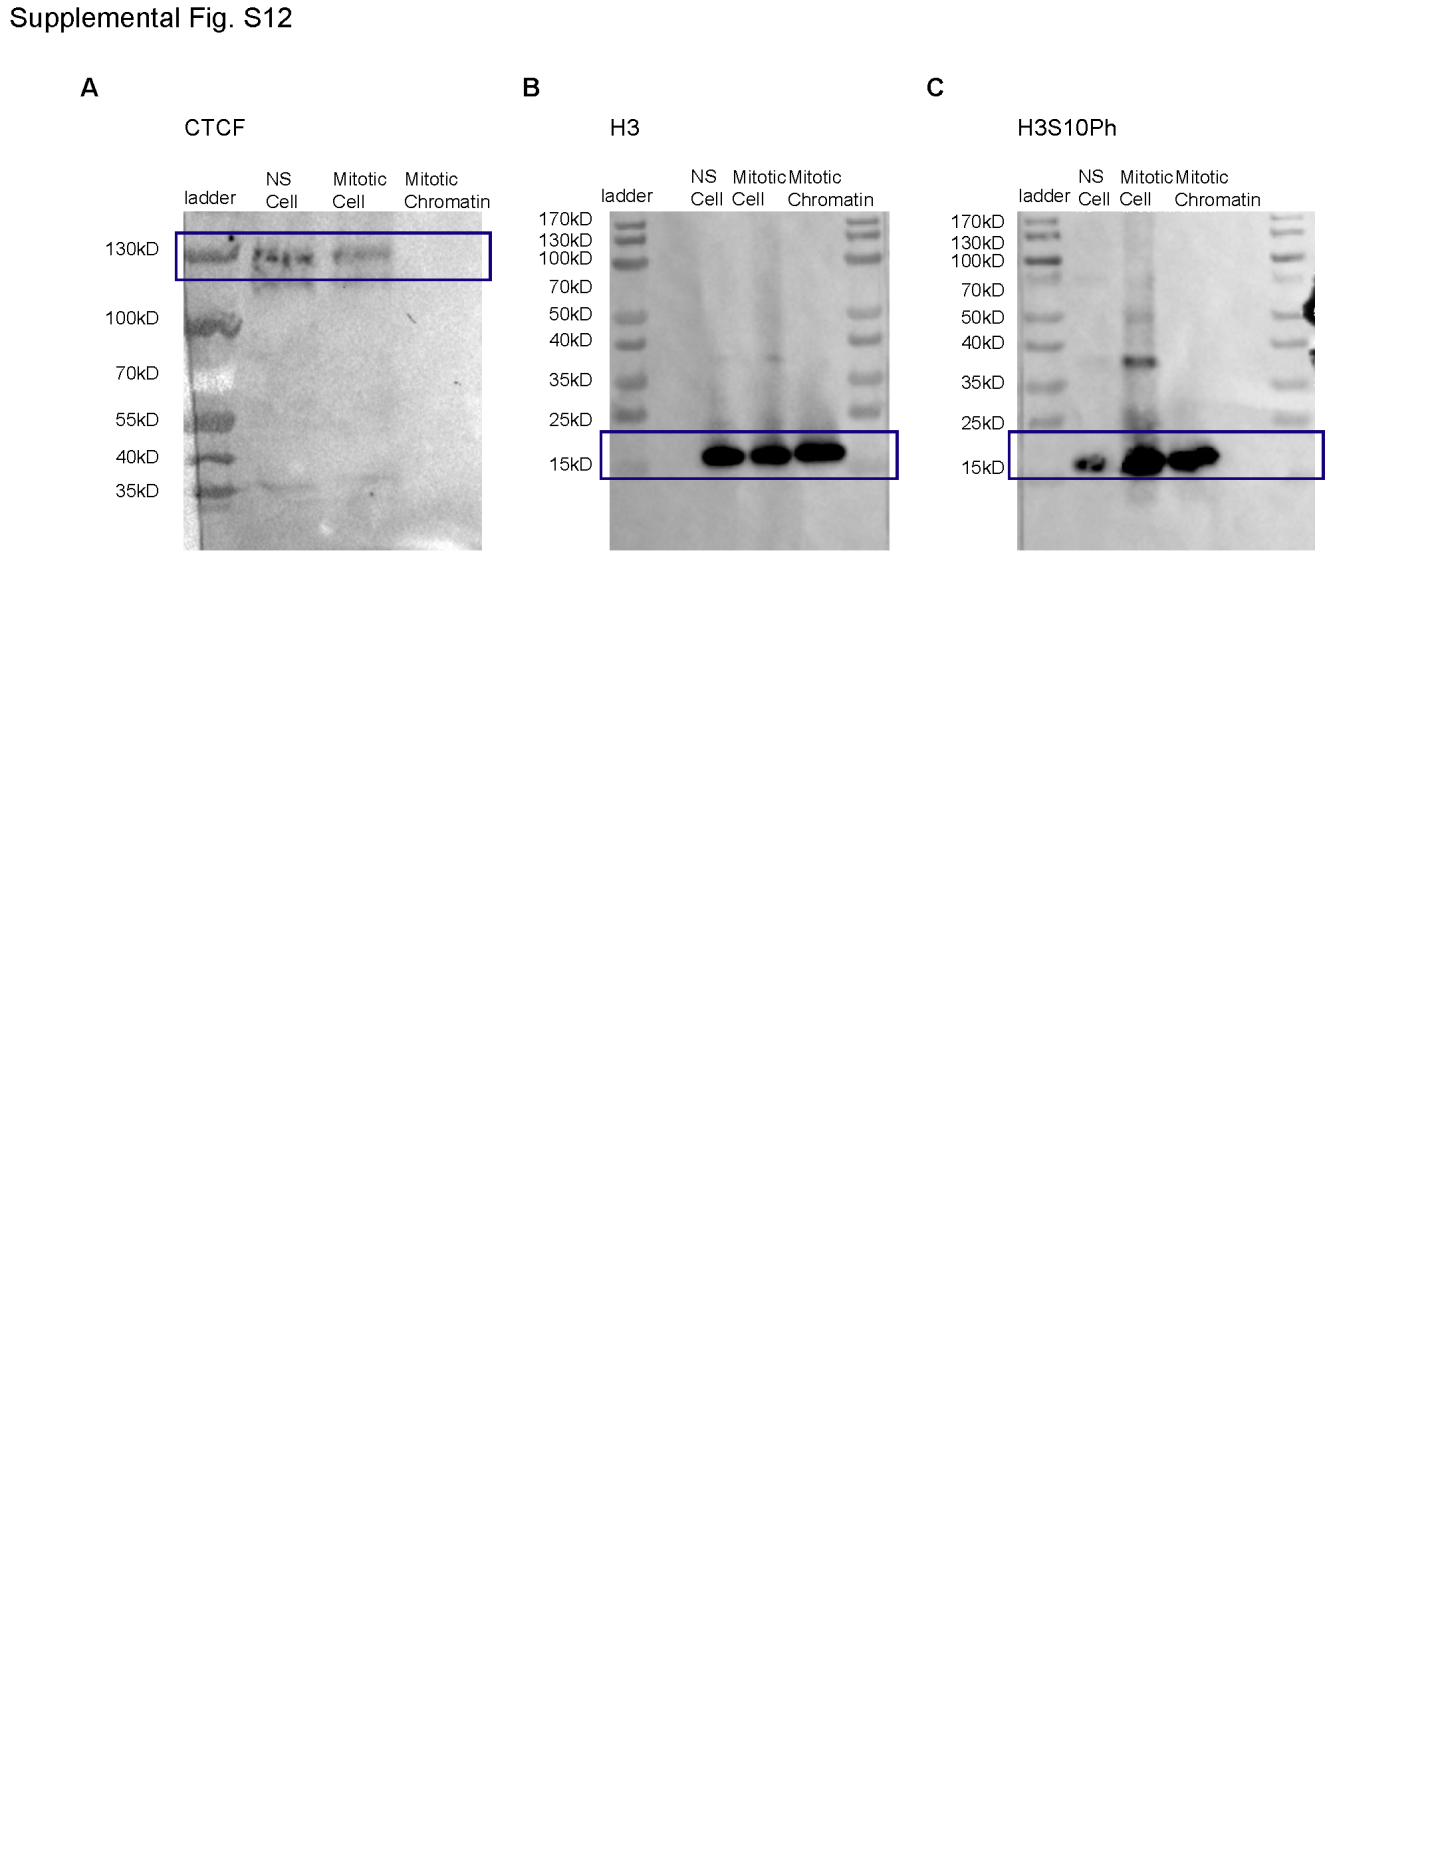 Supplemental Fig. S12
A
CTCF
ladder
NS
Cell
Mitotic
Cell
Mitotic
Chromatin
130kD
100kD
70kD
55kD
40kD
35kD
B
H3
ladder
NS
Cell
Mitotic
Cell
Mitotic
Chromatin
170kD
130kD
100kD
70kD
50kD
40kD
35kD
25kD
15kD
C
H3S10Ph
ladder
NS
Cell
Mitotic
Cell
Mitotic
Chromatin
170kD
130kD
100kD
70kD
50kD
40kD
35kD
25kD
15kD